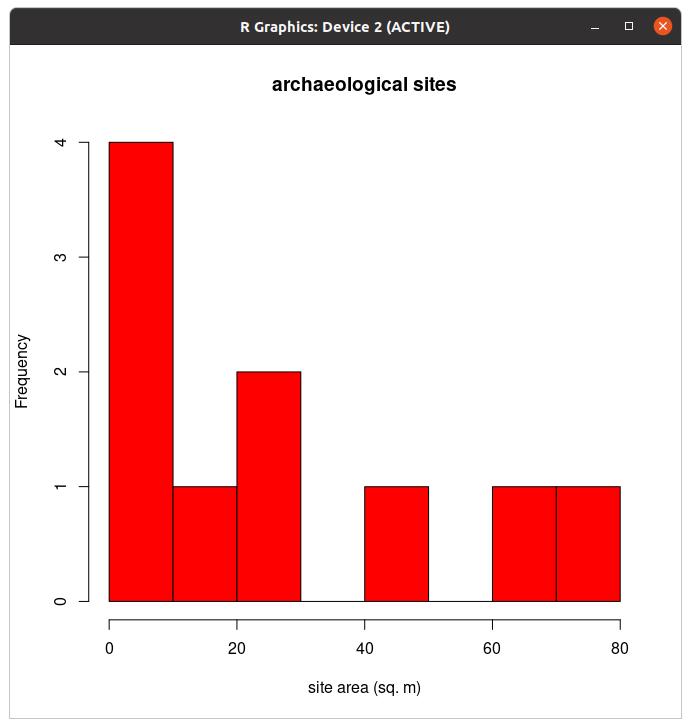 R Graphics: Device 2 (ACTIVE)
archaeological sites
4
3
2
1
0
Frequency
0 20 40 60 80
site area (sq. m)